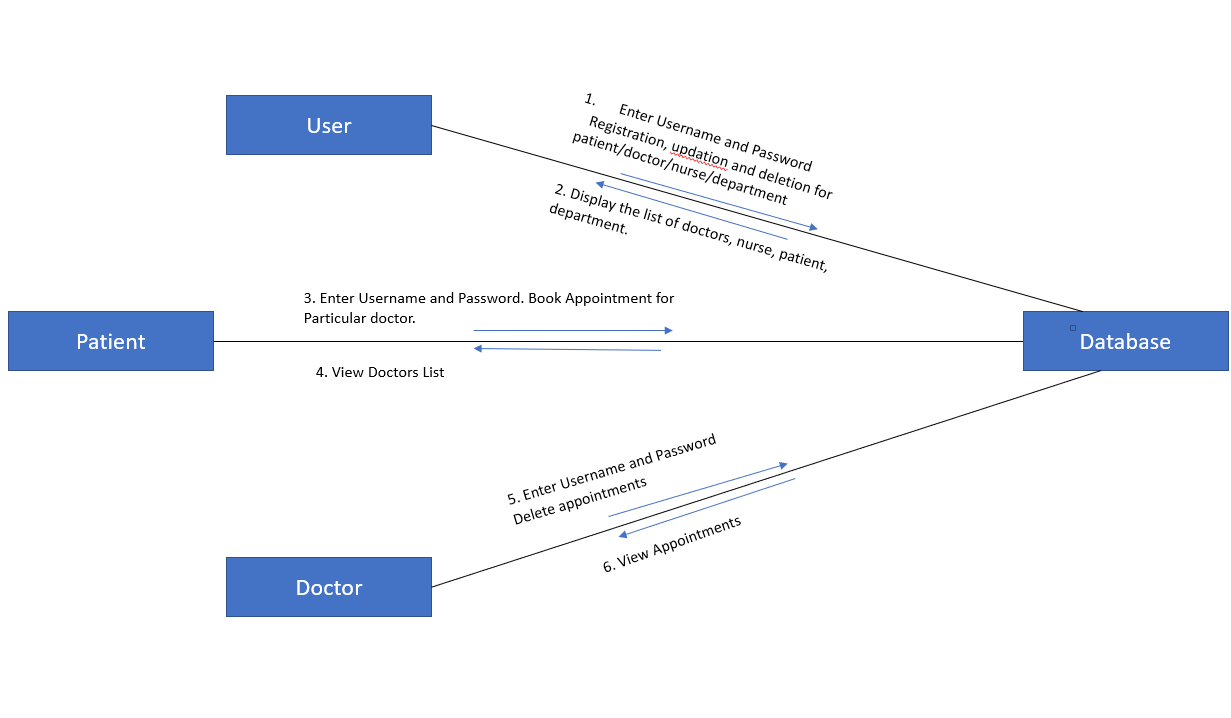 User
1. Enter Username and Password
Registration, updation and deletion for
patient/doctor/nurse/department
2. Display the list of doctors, nurse, patient,
department.
3. Enter Username and Password. Book Appointment for
Particular doctor.
Patient
Database
4. View Doctors List
5. Enter Username and Password
Delete appointments
6. View Appointments
Doctor